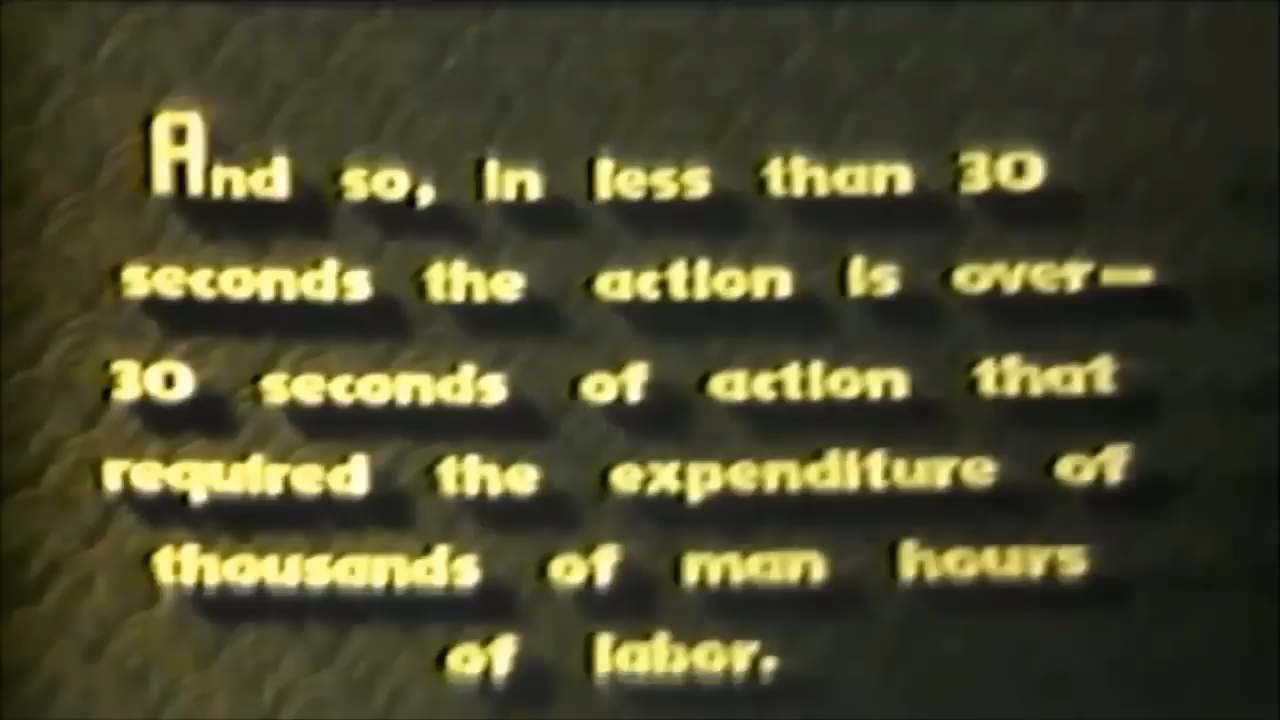 And so, in less than 30
seconds the action is over—
30 seconds of action that
required the expenditure of
thousands of man hours
of labor.